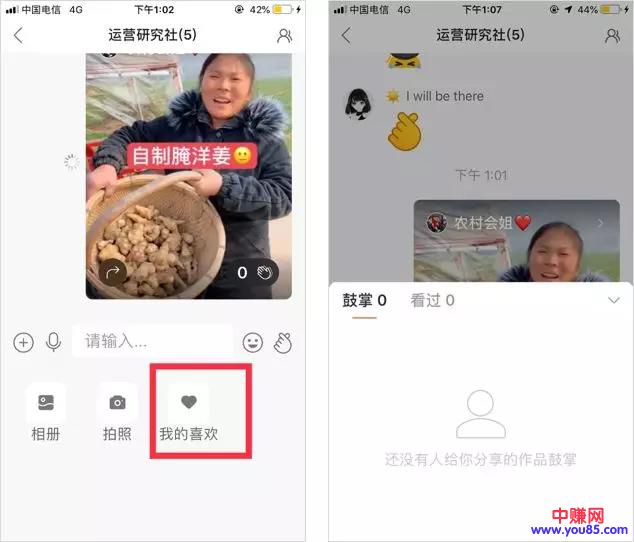 中国电信 4G
下午1:02
42%
运营研究社(5)
自制腌洋姜🙂
0
请输入...
相册
拍照
我的喜欢
中国电信 4G
下午1:07
44%
运营研究社(5)
I will be there
下午 1:01
农村会姐❤️
鼓掌 0
看过 0
还没有人给你分享的作品鼓掌
中赚网
www.you85.com